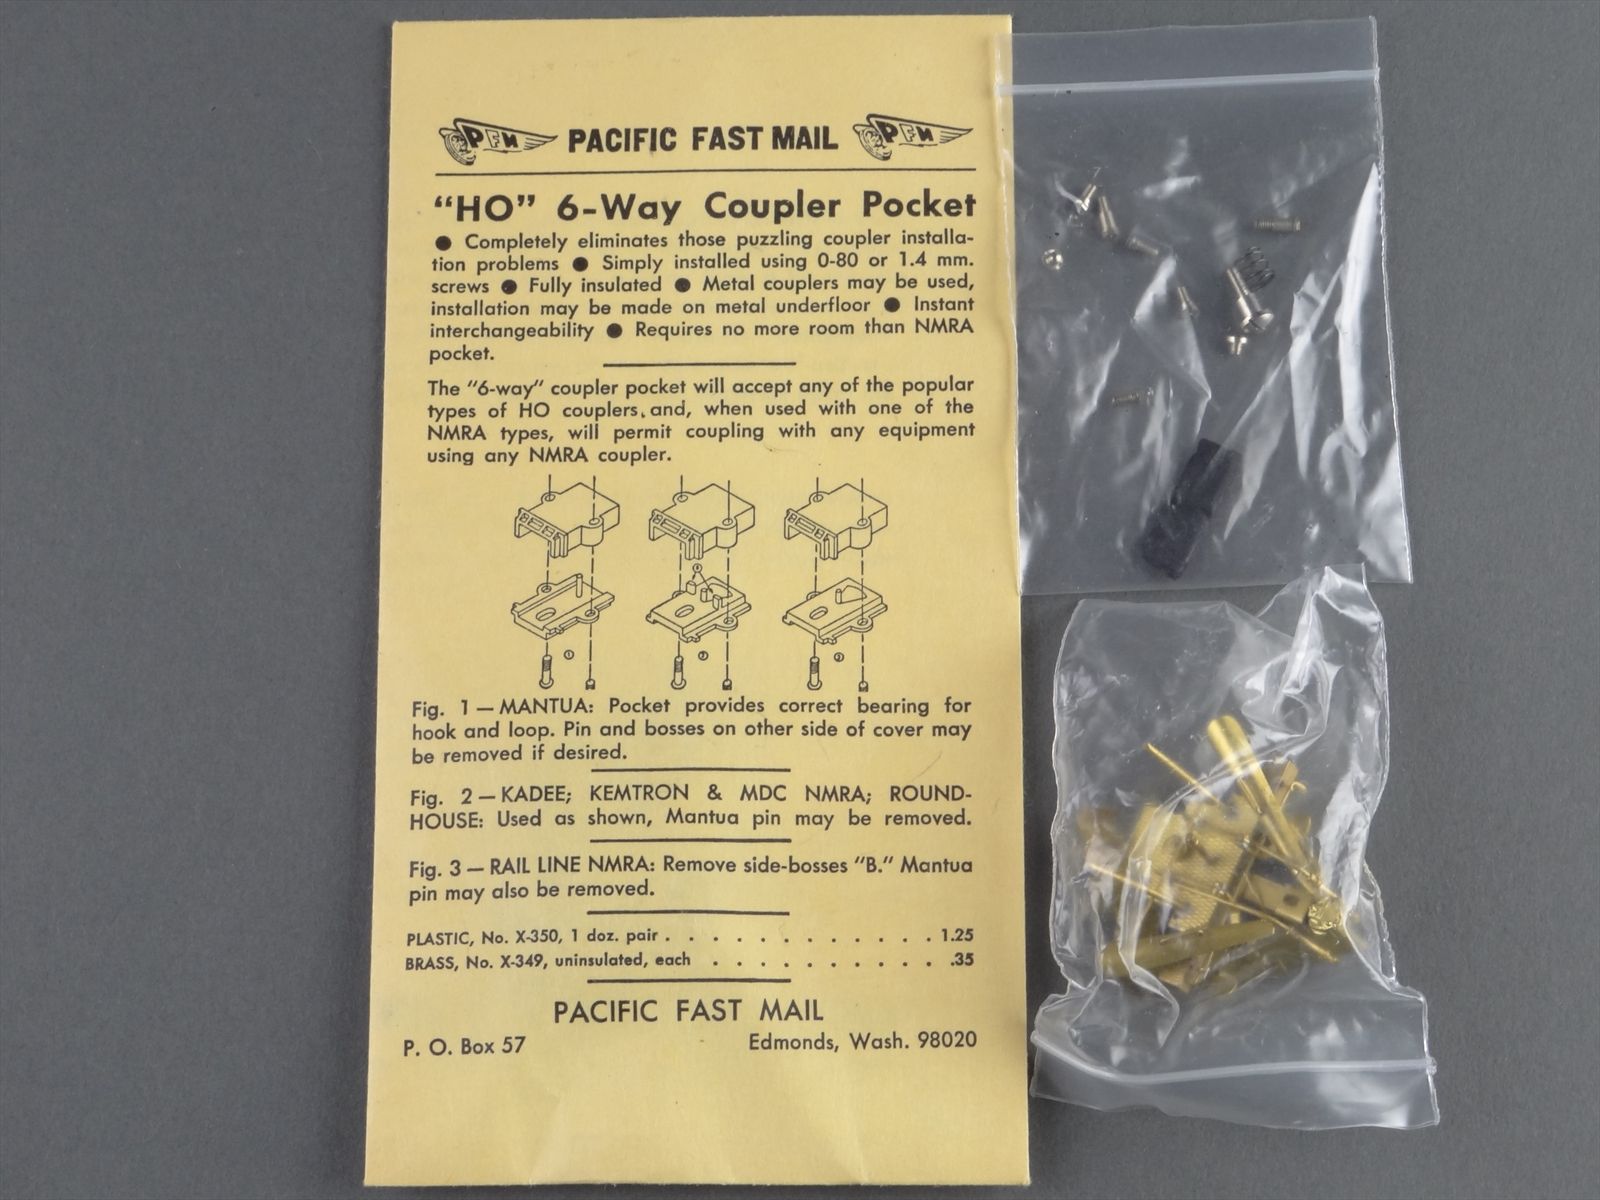 PFM PACIFIC FAST MAIL PFM
"HO" 6-Way Coupler Pocket
● Completely eliminates those puzzling coupler installa-
tion problems ● Simply installed using 0-80 or 1.4 mm.
screws ● Fully insulated ● Metal couplers may be used,
installation may be made on metal underfloor ● Instant
interchangeability ● Requires no more room than NMRA
pocket.
The "6-way" coupler pocket will accept any of the popular
types of HO couplers, and, when used with one of the
NMRA types, will permit coupling with any equipment
using any NMRA coupler.
B
1 2 3
Fig. 1 — MANTUA: Pocket provides correct bearing for
hook and loop. Pin and bosses on other side of cover may
be removed if desired.
Fig. 2 — KADEE; KEMTRON & MDC NMRA; ROUND-
HOUSE: Used as shown, Mantua pin may be removed.
Fig. 3 — RAIL LINE NMRA: Remove side-bosses "B." Mantua
pin may also be removed.
PLASTIC, No. X-350, 1 doz. pair . . . . . . . . . . . . 1.25
BRASS, No. X-349, uninsulated, each . . . . . . . . . . .35
PACIFIC FAST MAIL
P. O. Box 57 Edmonds, Wash. 98020